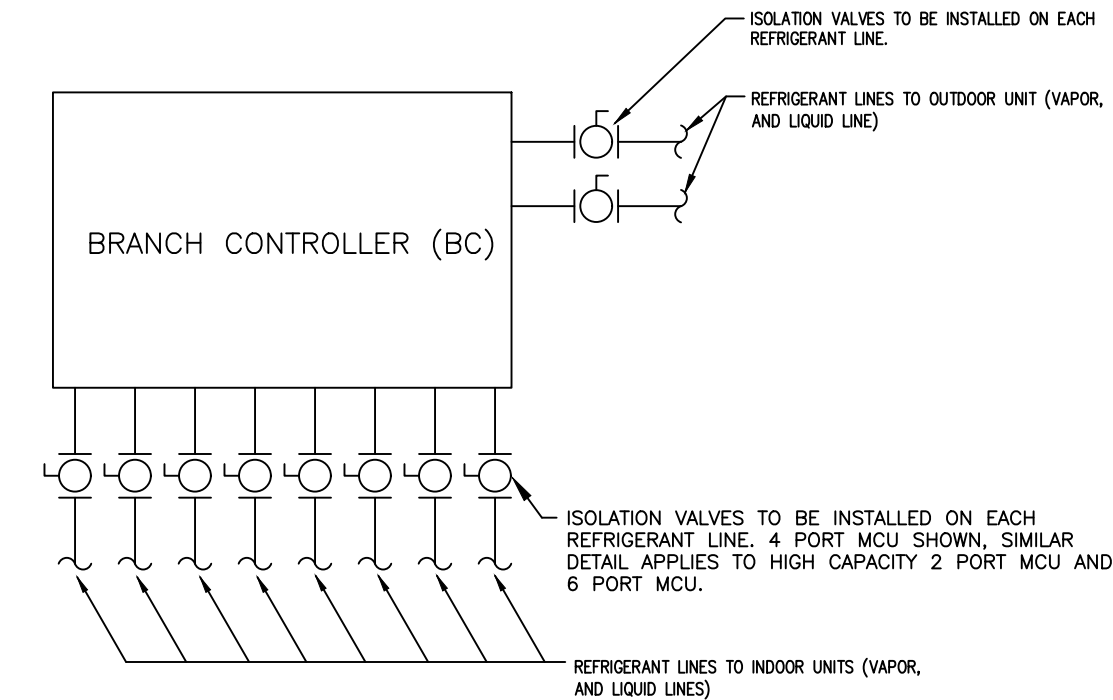 ISOLATION VALVES TO BE INSTALLED ON EACH
REFRIGERANT LINE.
REFRIGERANT LINES TO OUTDOOR UNIT (VAPOR,
AND LIQUID LINE)
BRANCH CONTROLLER (BC)
ISOLATION VALVES TO BE INSTALLED ON EACH
REFRIGERANT LINE. 4 PORT MCU SHOWN, SIMILAR
DETAIL APPLIES TO HIGH CAPACITY 2 PORT MCU AND
6 PORT MCU.
REFRIGERANT LINES TO INDOOR UNITS (VAPOR,
AND LIQUID LINES)